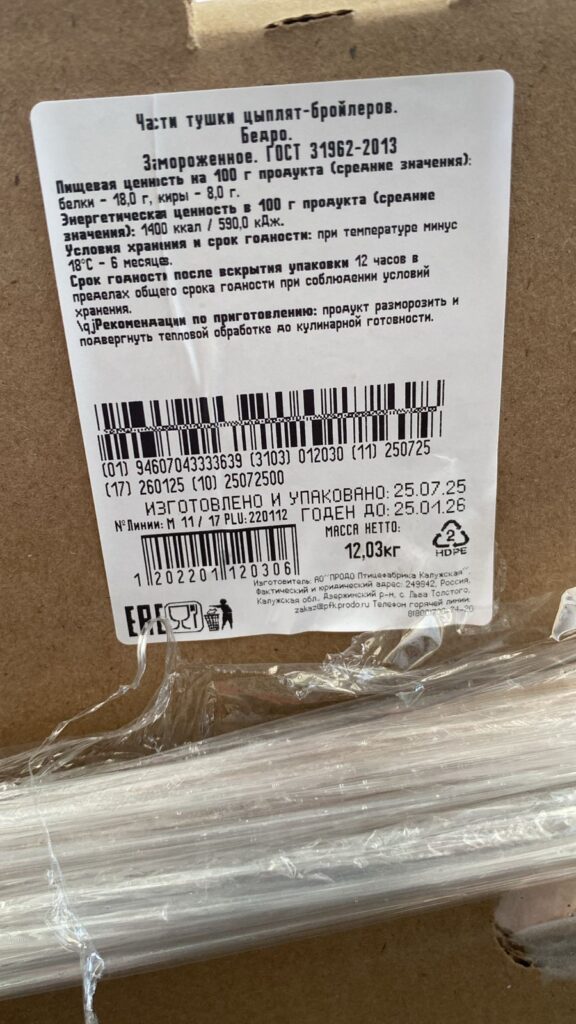 Части тушки цыплят-бройлеров.
Бедро.
Замороженное. ГОСТ 31962-2013
Пищевая ценность на 100 г продукта (средние значения):
белки - 18,0 г, жиры - 8,0 г.
Энергетическая ценность в 100 г продукта (средние
значения): 1400 ккал / 590,0 кДж.
Условия хранения и срок годности: при температуре минус
18°С - 6 месяцев.
Срок годности после вскрытия упаковки 12 часов в
пределах общего срока годности при соблюдении условий
хранения.
\qjРекомендации по приготовлению: продукт разморозить и
подвергнуть тепловой обработке до кулинарной готовности.
(01) 94607043333639 (3103) 012030 (11) 250725
(17) 260125 (10) 25072500
ИЗГОТОВЛЕНО И УПАКОВАНО: 25.07.25
№ Линии: М 11 / 17 PLU: 220112 ГОДЕН ДО: 25.01.26
МАССА НЕТТО:
12,03кг
2
HDPE
1 202201 120306
Изготовитель: АО "ПРОДО Птицефабрика Калужская"
Фактический и юридический адрес: 249842, Россия,
Калужская обл. Дзержинский р-н, с. Льва Толстого,
zakaz@pfk.prodo.ru Телефон горячей линии:
EAC